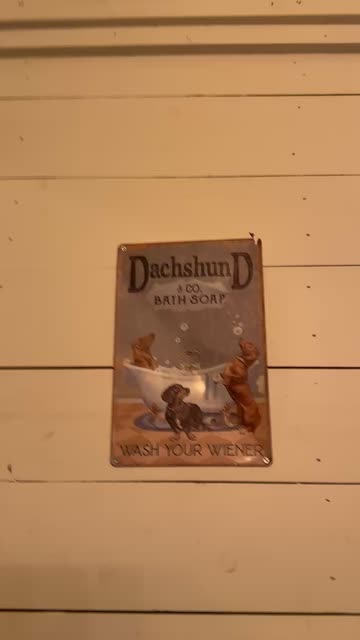 DachshunD
& CO.
BATH SOAP
WASH YOUR WIENER